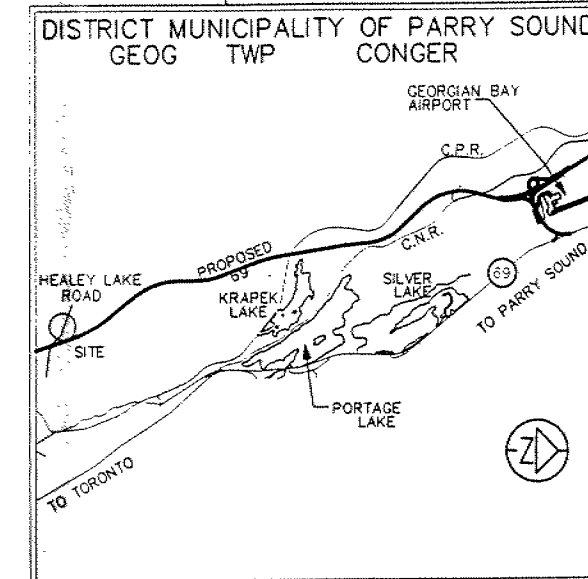 DISTRICT MUNICIPALITY OF PARRY SOUND
GEOG TWP CONGER
GEORGIAN BAY
AIRPORT
C.P.R.
C.N.R.
PROPOSED
69
HEALEY LAKE
ROAD
KRAPEK
LAKE
SILVER
LAKE
69
TO PARRY SOUND
SITE
PORTAGE
LAKE
TO TORONTO
Z